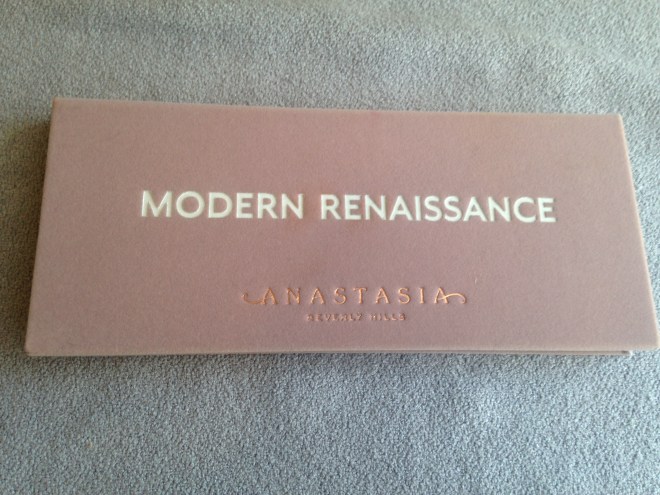 MODERN RENAISSANCE
ANASTASIA
BEVERLY HILLS